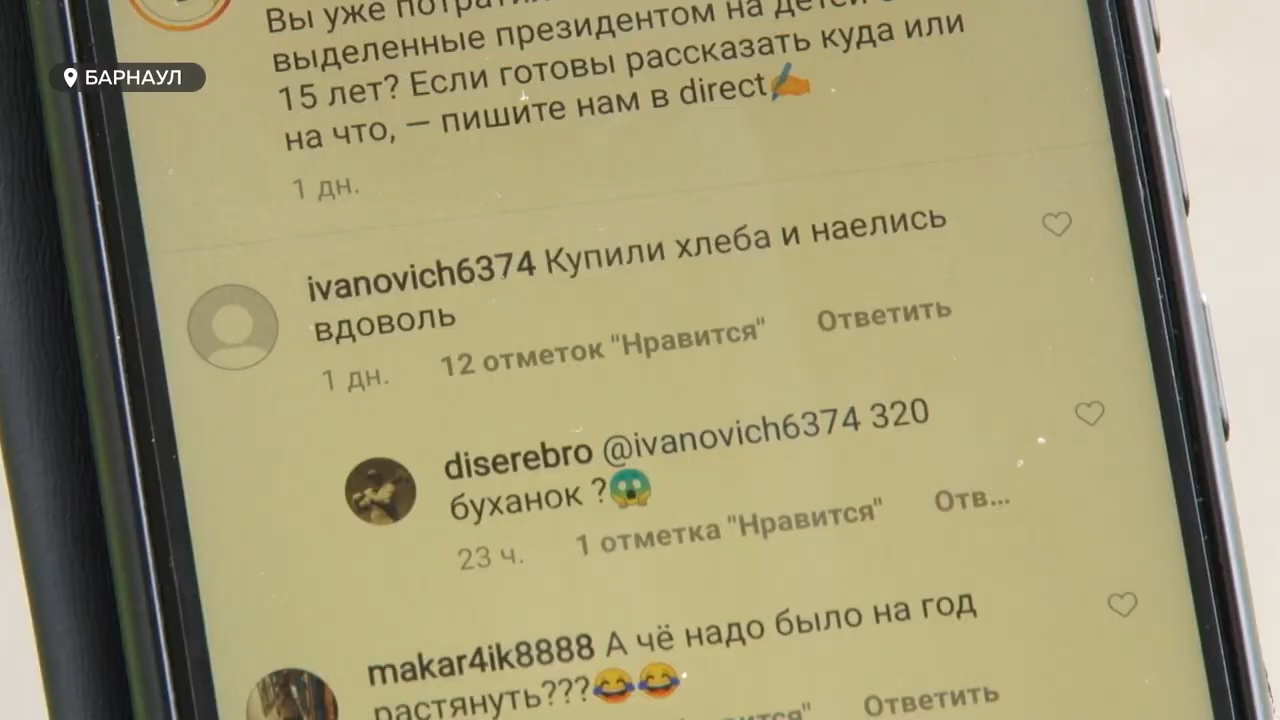 Вы уже
выделенные президентом на детей
15 лет? Если готовы рассказать куда или
на что, — пишите нам в direct✍️
1 дн.
БАРНАУЛ
ivanovich6374 Купили хлеба и наелись
вдоволь
1 дн. 12 отметок "Нравится" Ответить
diserebro @ivanovich6374 320
буханок ?😱
23 ч. 1 отметка "Нравится" Отв...
makar4ik8888 А чё надо было на год
растянуть???😂😂
Ответить